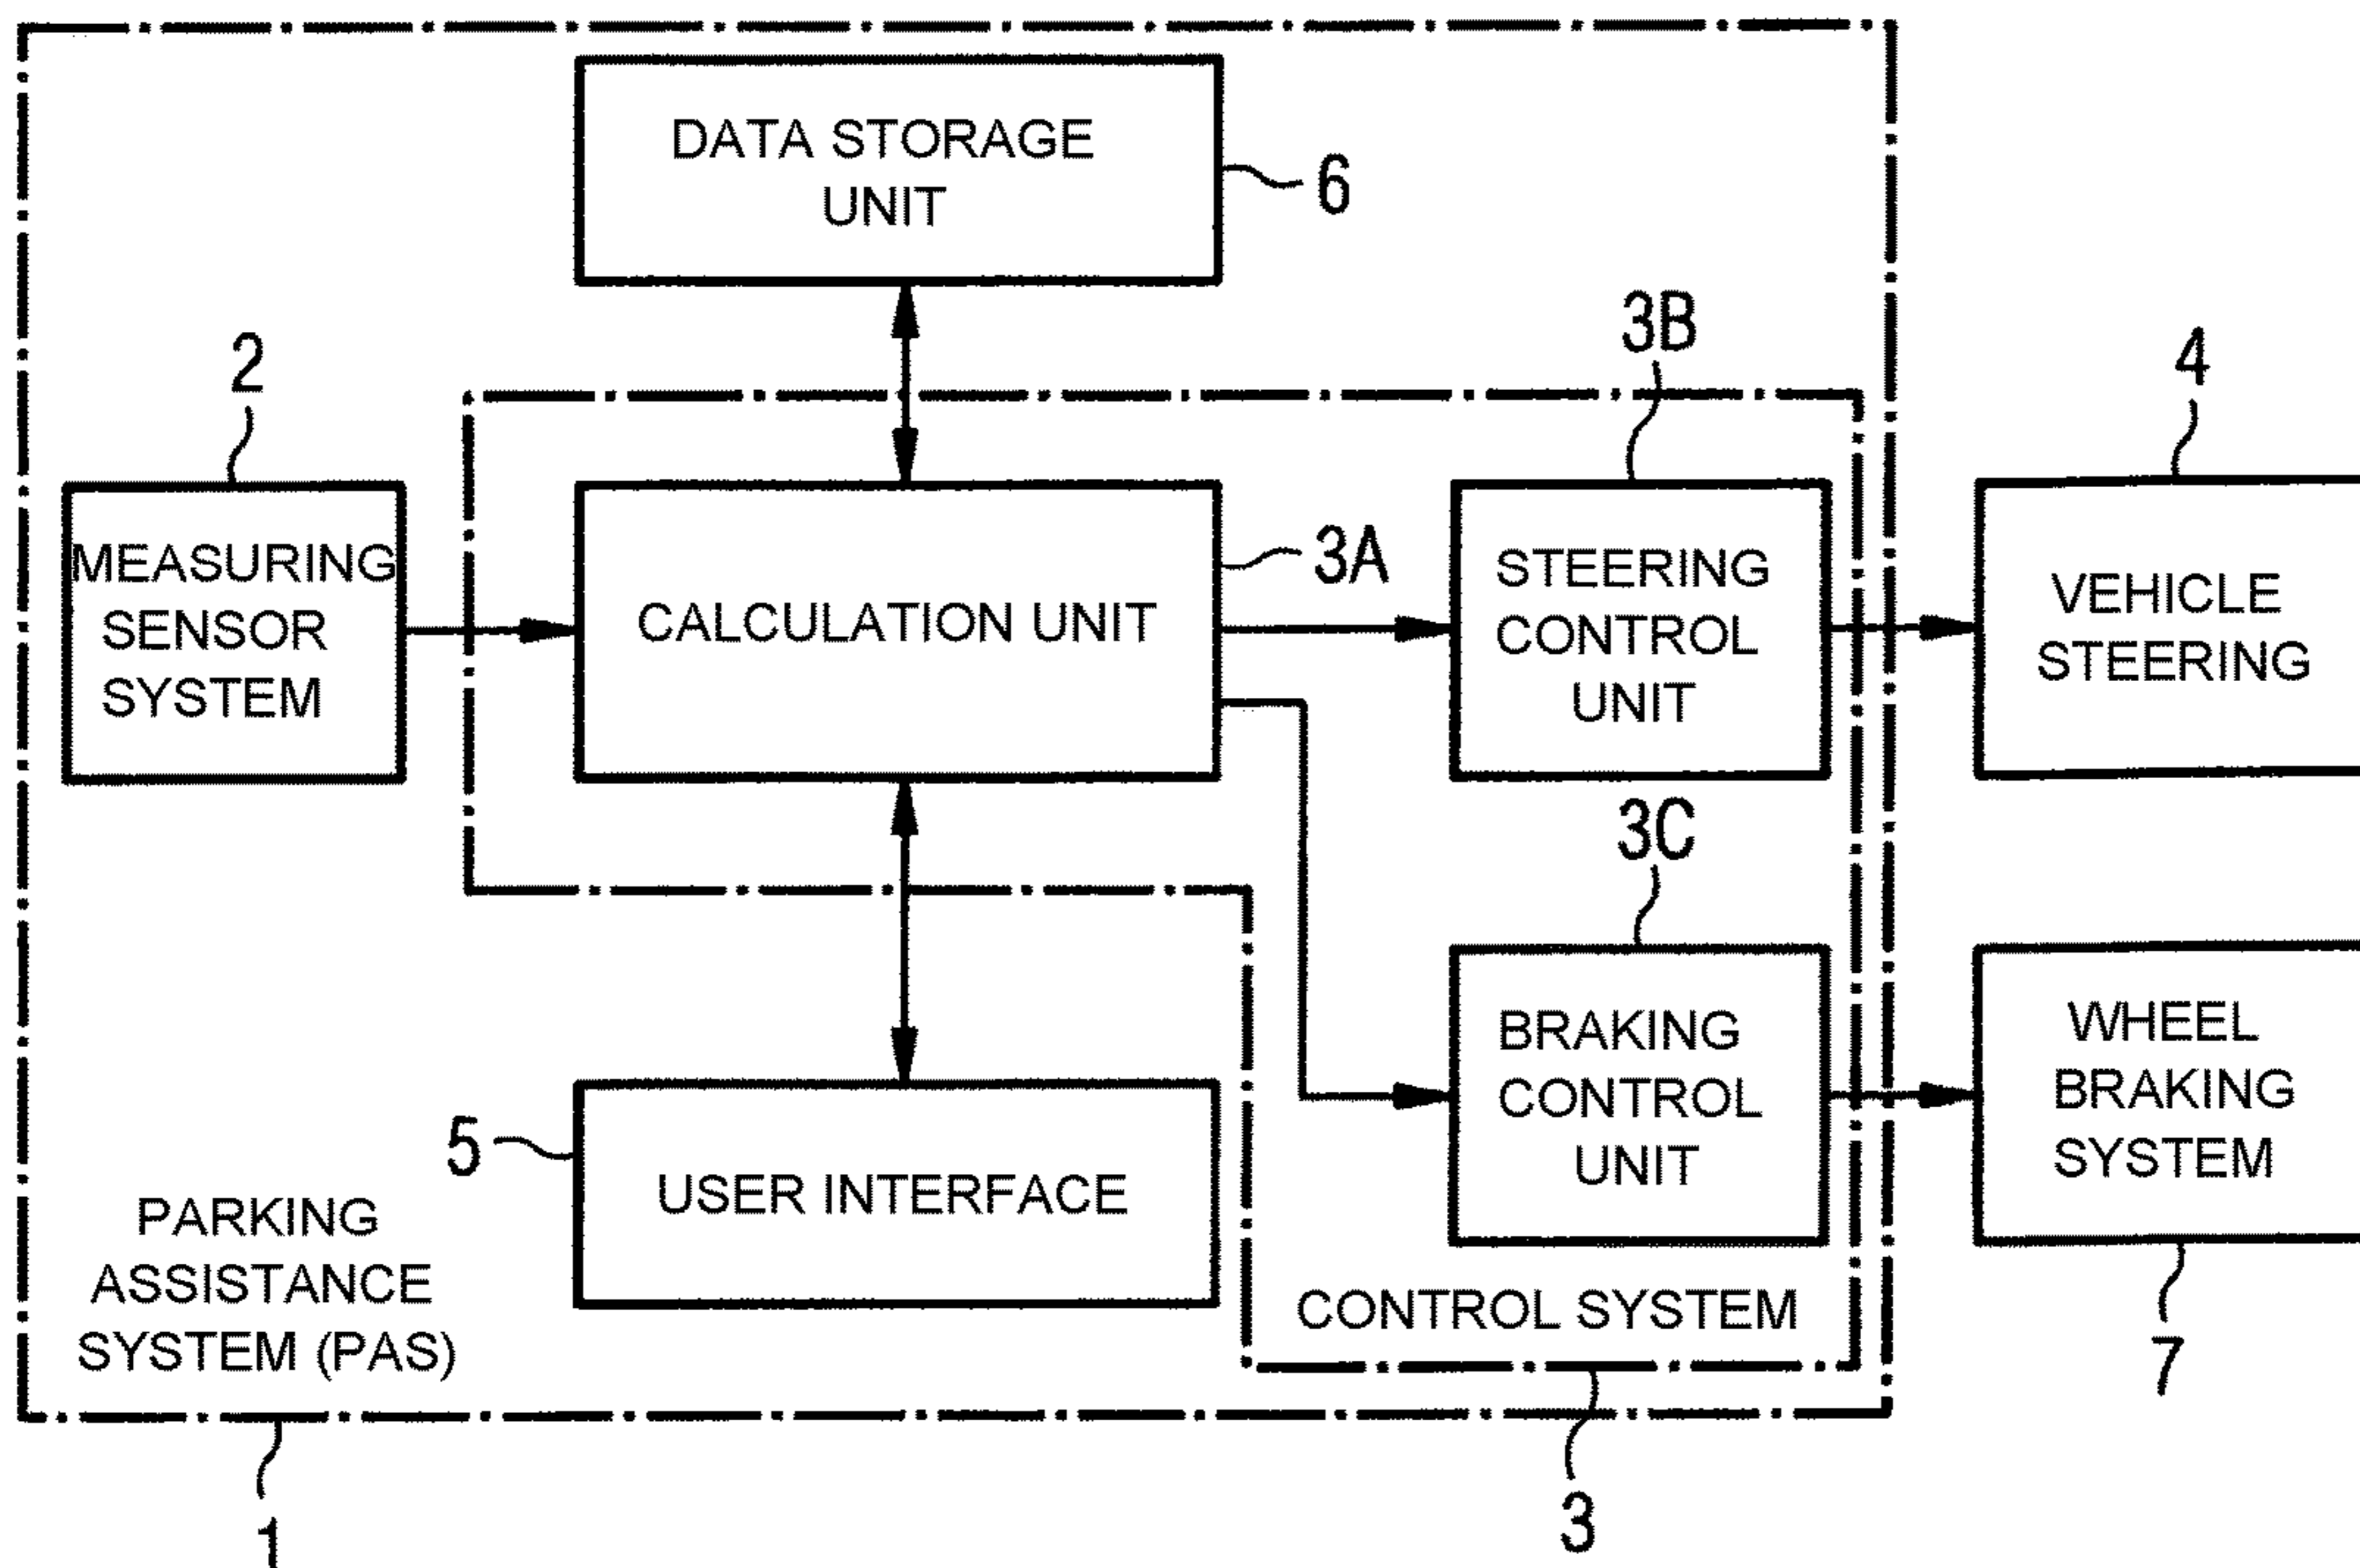 DATA STORAGE
UNIT
6
2
3B
4
MEASURING
SENSOR
SYSTEM
CALCULATION UNIT
3A
STEERING
CONTROL
UNIT
VEHICLE
STEERING
3C
5
USER INTERFACE
BRAKING
CONTROL
UNIT
WHEEL
BRAKING
SYSTEM
PARKING
ASSISTANCE
SYSTEM (PAS)
CONTROL SYSTEM
7
1
3